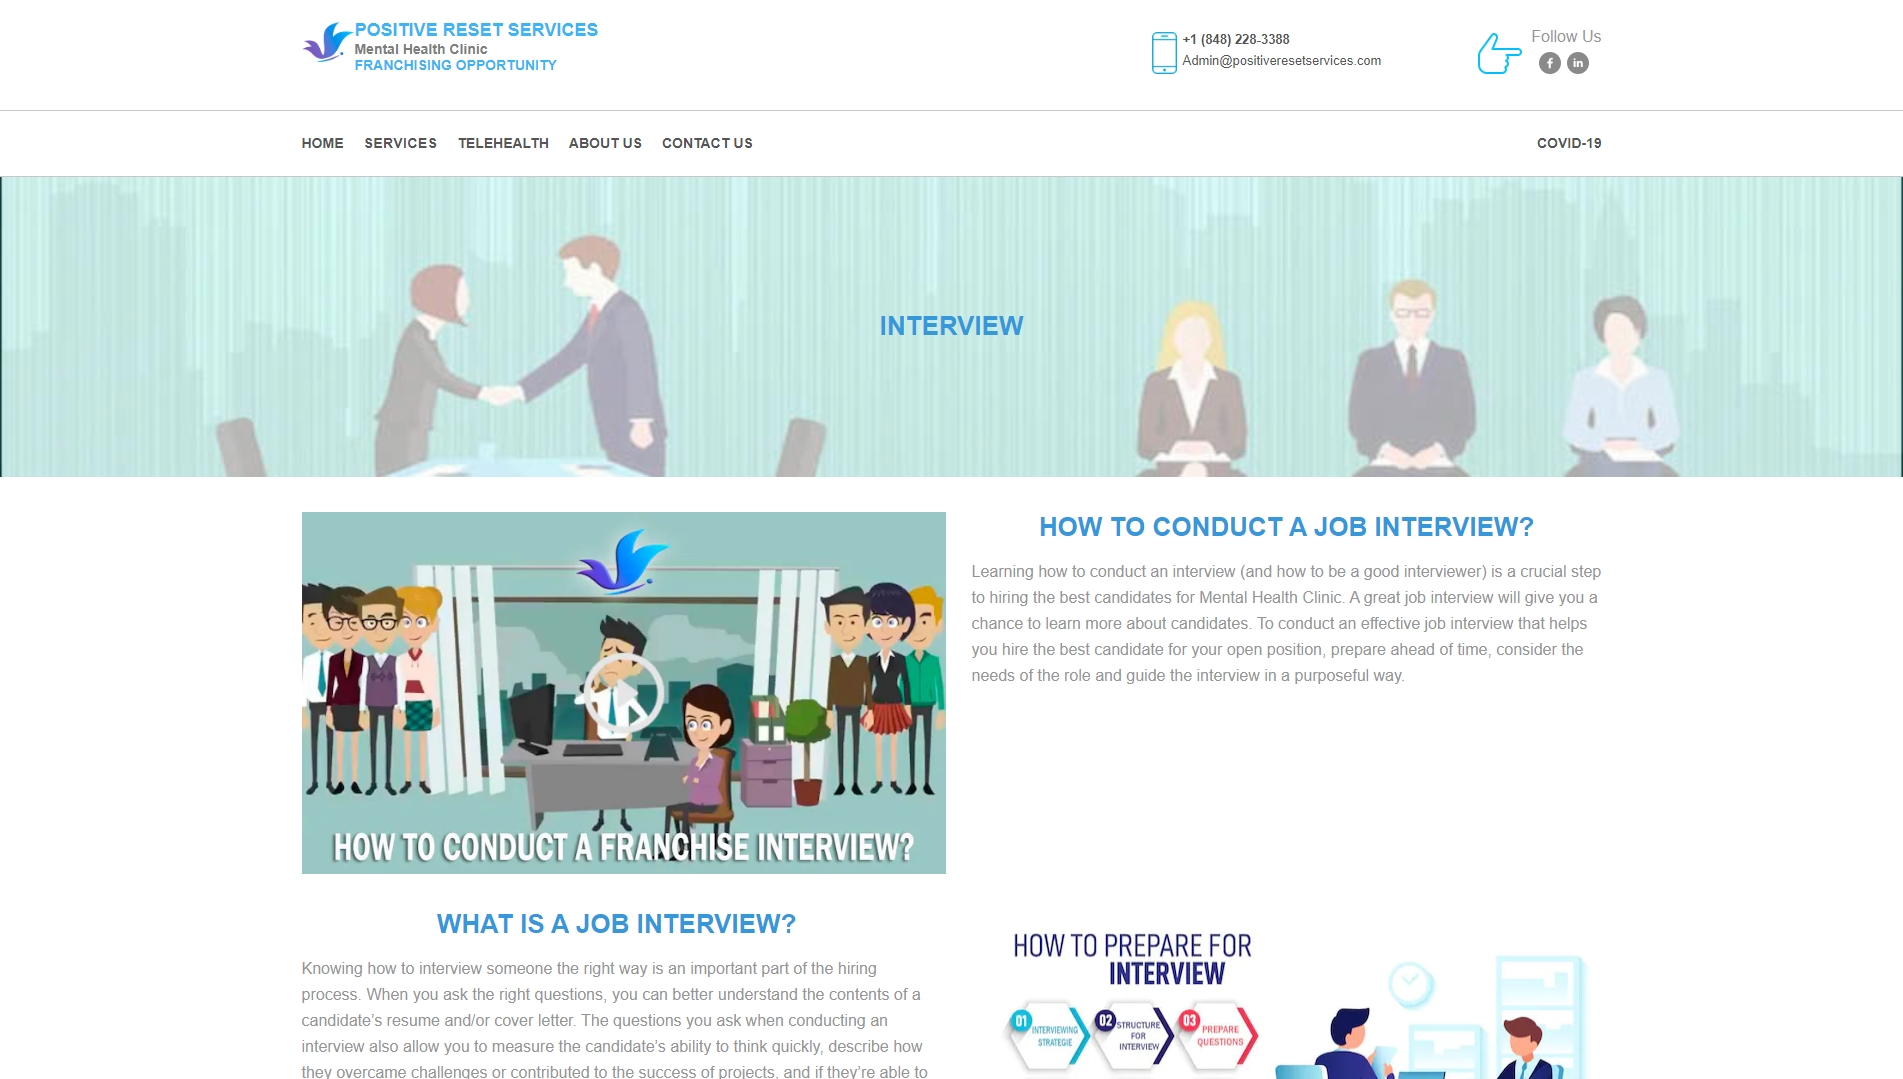 POSITIVE RESET SERVICES
Mental Health Clinic
FRANCHISING OPPORTUNITY
+1 (848) 228-3388
Admin@positiveresetservices.com
Follow Us
HOME SERVICES TELEHEALTH ABOUT US CONTACT US COVID-19
INTERVIEW
HOW TO CONDUCT A FRANCHISE INTERVIEW?
HOW TO CONDUCT A JOB INTERVIEW?
Learning how to conduct an interview (and how to be a good interviewer) is a crucial step
to hiring the best candidates for Mental Health Clinic. A great job interview will give you a
chance to learn more about candidates. To conduct an effective job interview that helps
you hire the best candidate for your open position, prepare ahead of time, consider the
needs of the role and guide the interview in a purposeful way.
WHAT IS A JOB INTERVIEW?
Knowing how to interview someone the right way is an important part of the hiring
process. When you ask the right questions, you can better understand the contents of a
candidate’s resume and/or cover letter. The questions you ask when conducting an
interview also allow you to measure the candidate’s ability to think quickly, describe how
they overcame challenges or contributed to the success of projects, and if they’re able to
HOW TO PREPARE FOR
INTERVIEW
01 INTERVIEWING
STRATEGIE
02 STRUCTURE
FOR
INTERVIEW
03 PREPARE
QUESTIONS